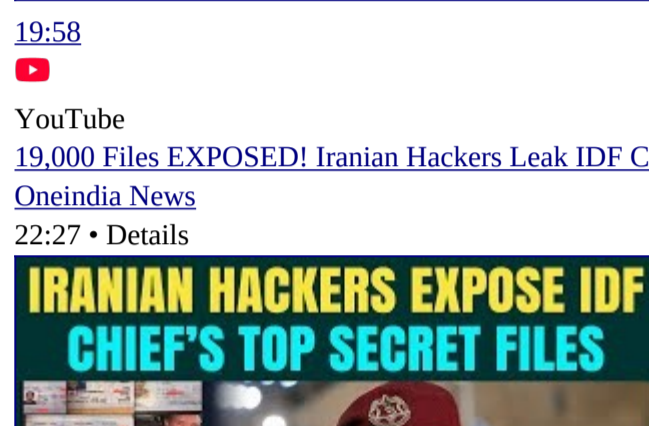 19:58
YouTube
19,000 Files EXPOSED! Iranian Hackers Leak IDF C
Oneindia News
22:27 • Details
IRANIAN HACKERS EXPOSE IDF
CHIEF'S TOP SECRET FILES